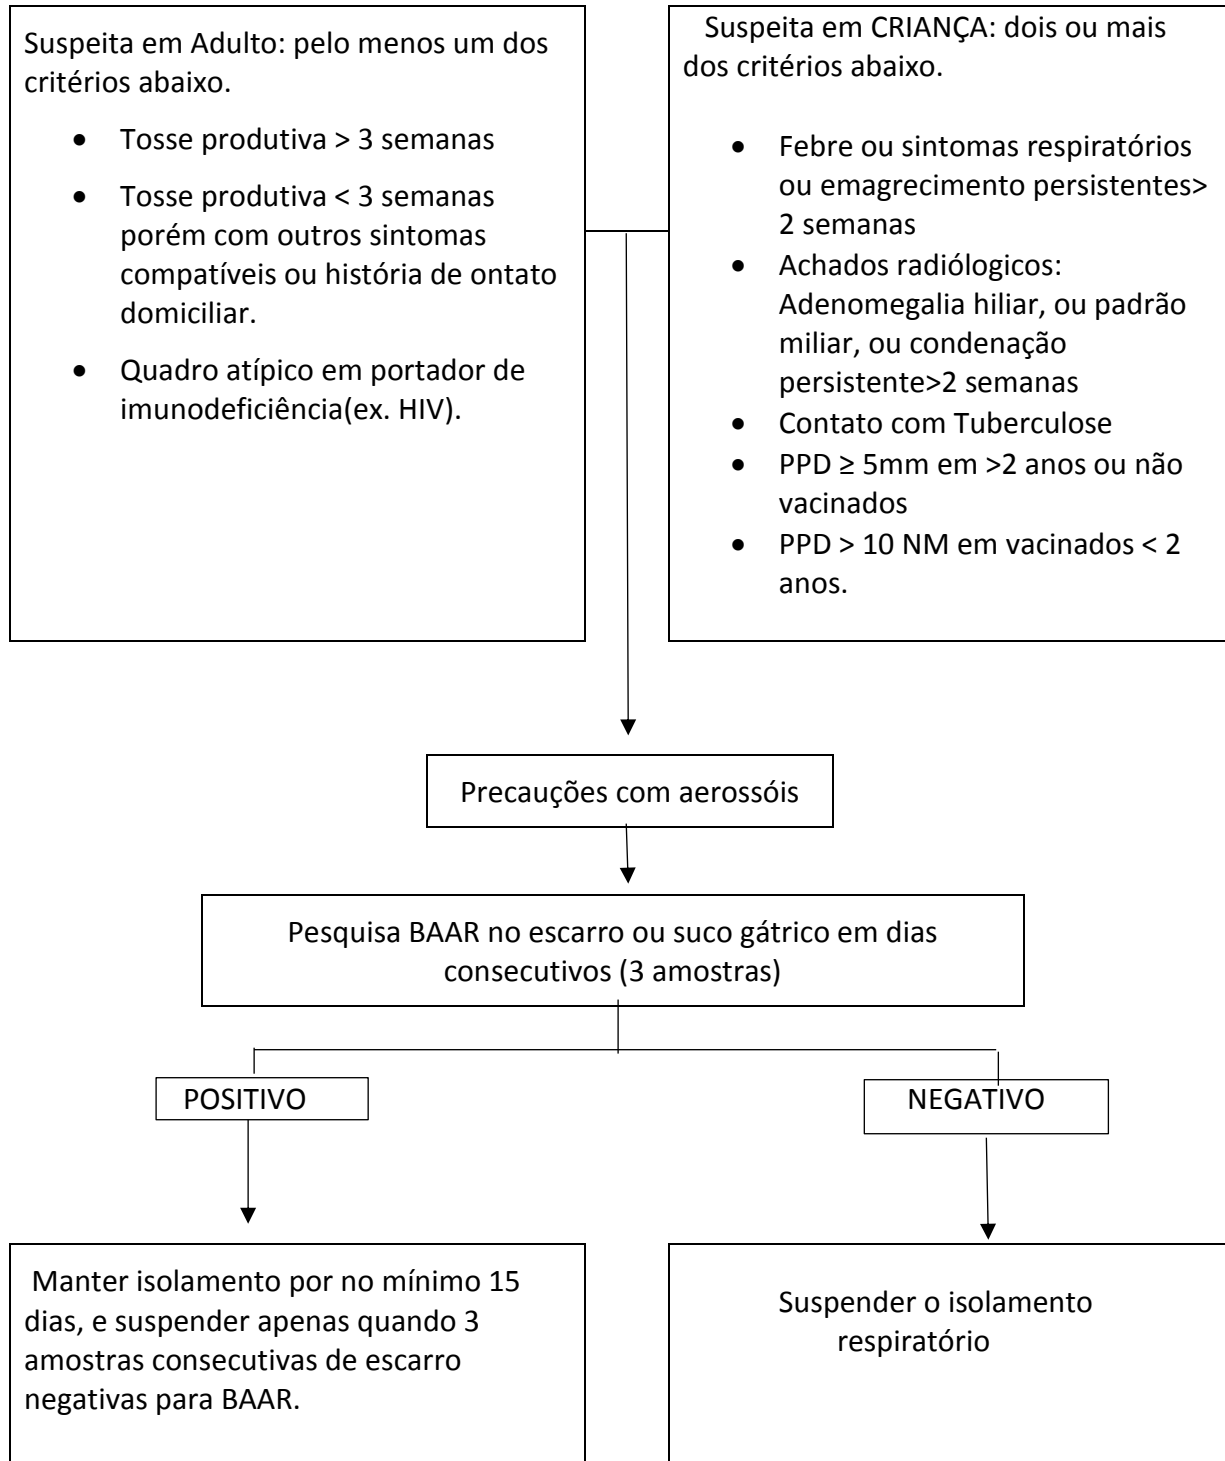 Suspeita em Adulto: pelo menos um dos
critérios abaixo.
• Tosse produtiva > 3 semanas
• Tosse produtiva < 3 semanas
porém com outros sintomas
compatíveis ou história de ontato
domiciliar.
• Quadro atípico em portador de
imunodeficiência(ex. HIV).
Suspeita em CRIANÇA: dois ou mais
dos critérios abaixo.
• Febre ou sintomas respiratórios
ou emagrecimento persistentes>
2 semanas
• Achados radiólogicos:
Adenomegalia hiliar, ou padrão
miliar, ou condenação
persistente>2 semanas
• Contato com Tuberculose
• PPD ≥ 5mm em >2 anos ou não
vacinados
• PPD > 10 NM em vacinados < 2
anos.
Precauções com aerossóis
Pesquisa BAAR no escarro ou suco gátrico em dias
consecutivos (3 amostras)
POSITIVO
NEGATIVO
Manter isolamento por no mínimo 15
dias, e suspender apenas quando 3
amostras consecutivas de escarro
negativas para BAAR.
Suspender o isolamento
respiratório